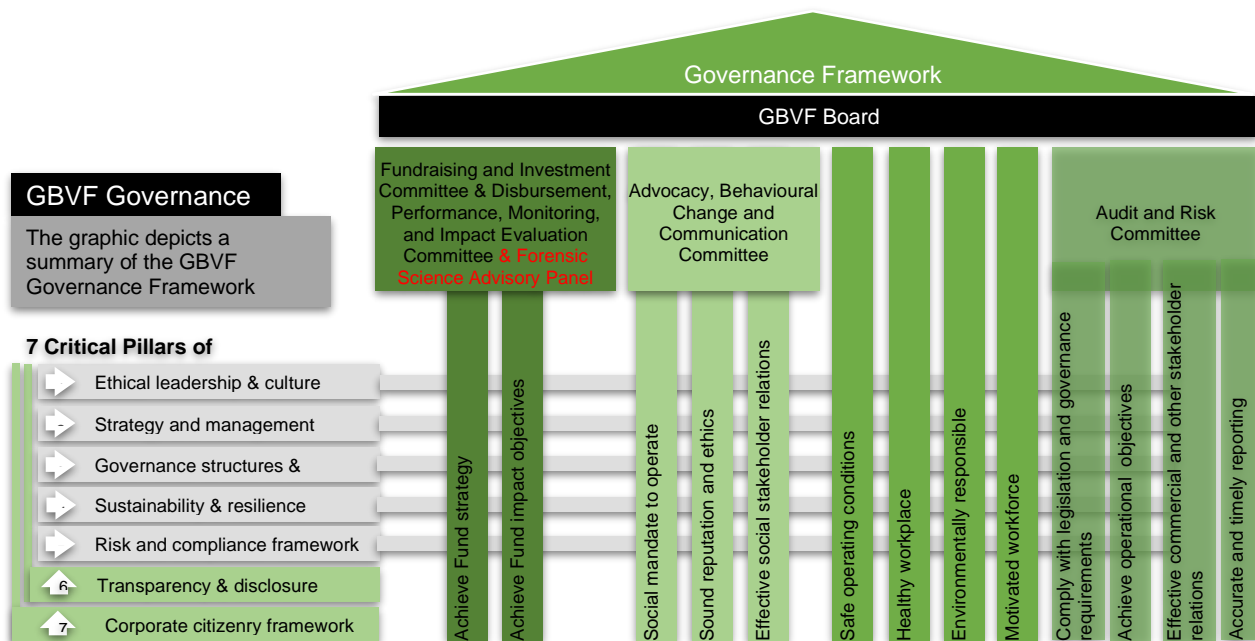 Governance Framework
GBVF Board
GBVF Governance
The graphic depicts a
summary of the GBVF
Governance Framework
Fundraising and Investment
Committee & Disbursement,
Performance, Monitoring,
and Impact Evaluation
Committee & Forensic
Science Advisory Panel
Advocacy, Behavioural
Change and
Communication
Committee
Audit and Risk
Committee
7 Critical Pillars of
Ethical leadership & culture
Strategy and management
Governance structures &
Sustainability & resilience
Risk and compliance framework
6 Transparency & disclosure
7 Corporate citizenry framework
Achieve Fund strategy
Achieve Fund impact objectives
Social mandate to operate
Sound reputation and ethics
Effective social stakeholder relations
Safe operating conditions
Healthy workplace
Environmentally responsible
Motivated workforce
Comply with legislation and governance
requirements
Achieve operational objectives
Effective commercial and other stakeholder
relations
Accurate and timely reporting